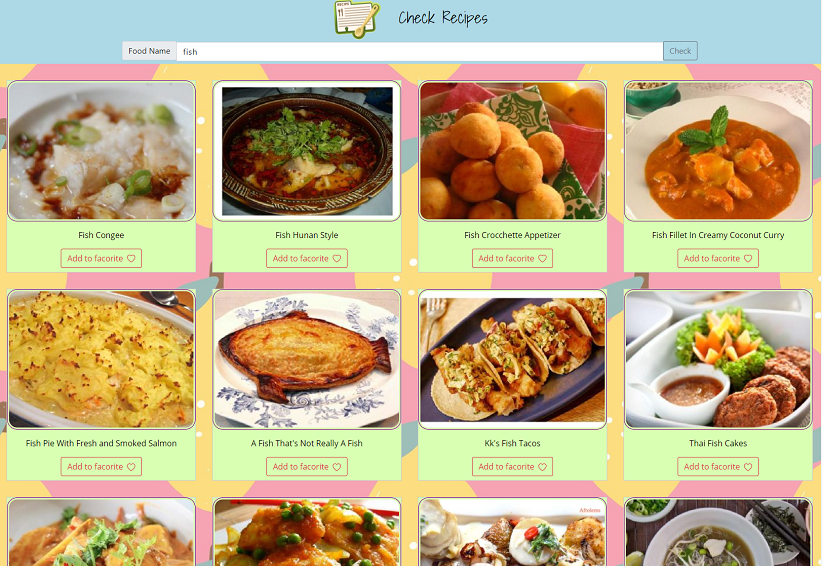 RECIPE
Check Recipes
Food Name
fish
Check
Fish Congee
Fish Hunan Style
Fish Crocchette Appetizer
Fish Fillet In Creamy Coconut Curry
Add to facorite
Add to facorite
Add to facorite
Add to facorite
Fish Pie With Fresh and Smoked Salmon
A Fish That's Not Really A Fish
Kk's Fish Tacos
Thai Fish Cakes
Add to facorite
Add to facorite
Add to facorite
Add to facorite